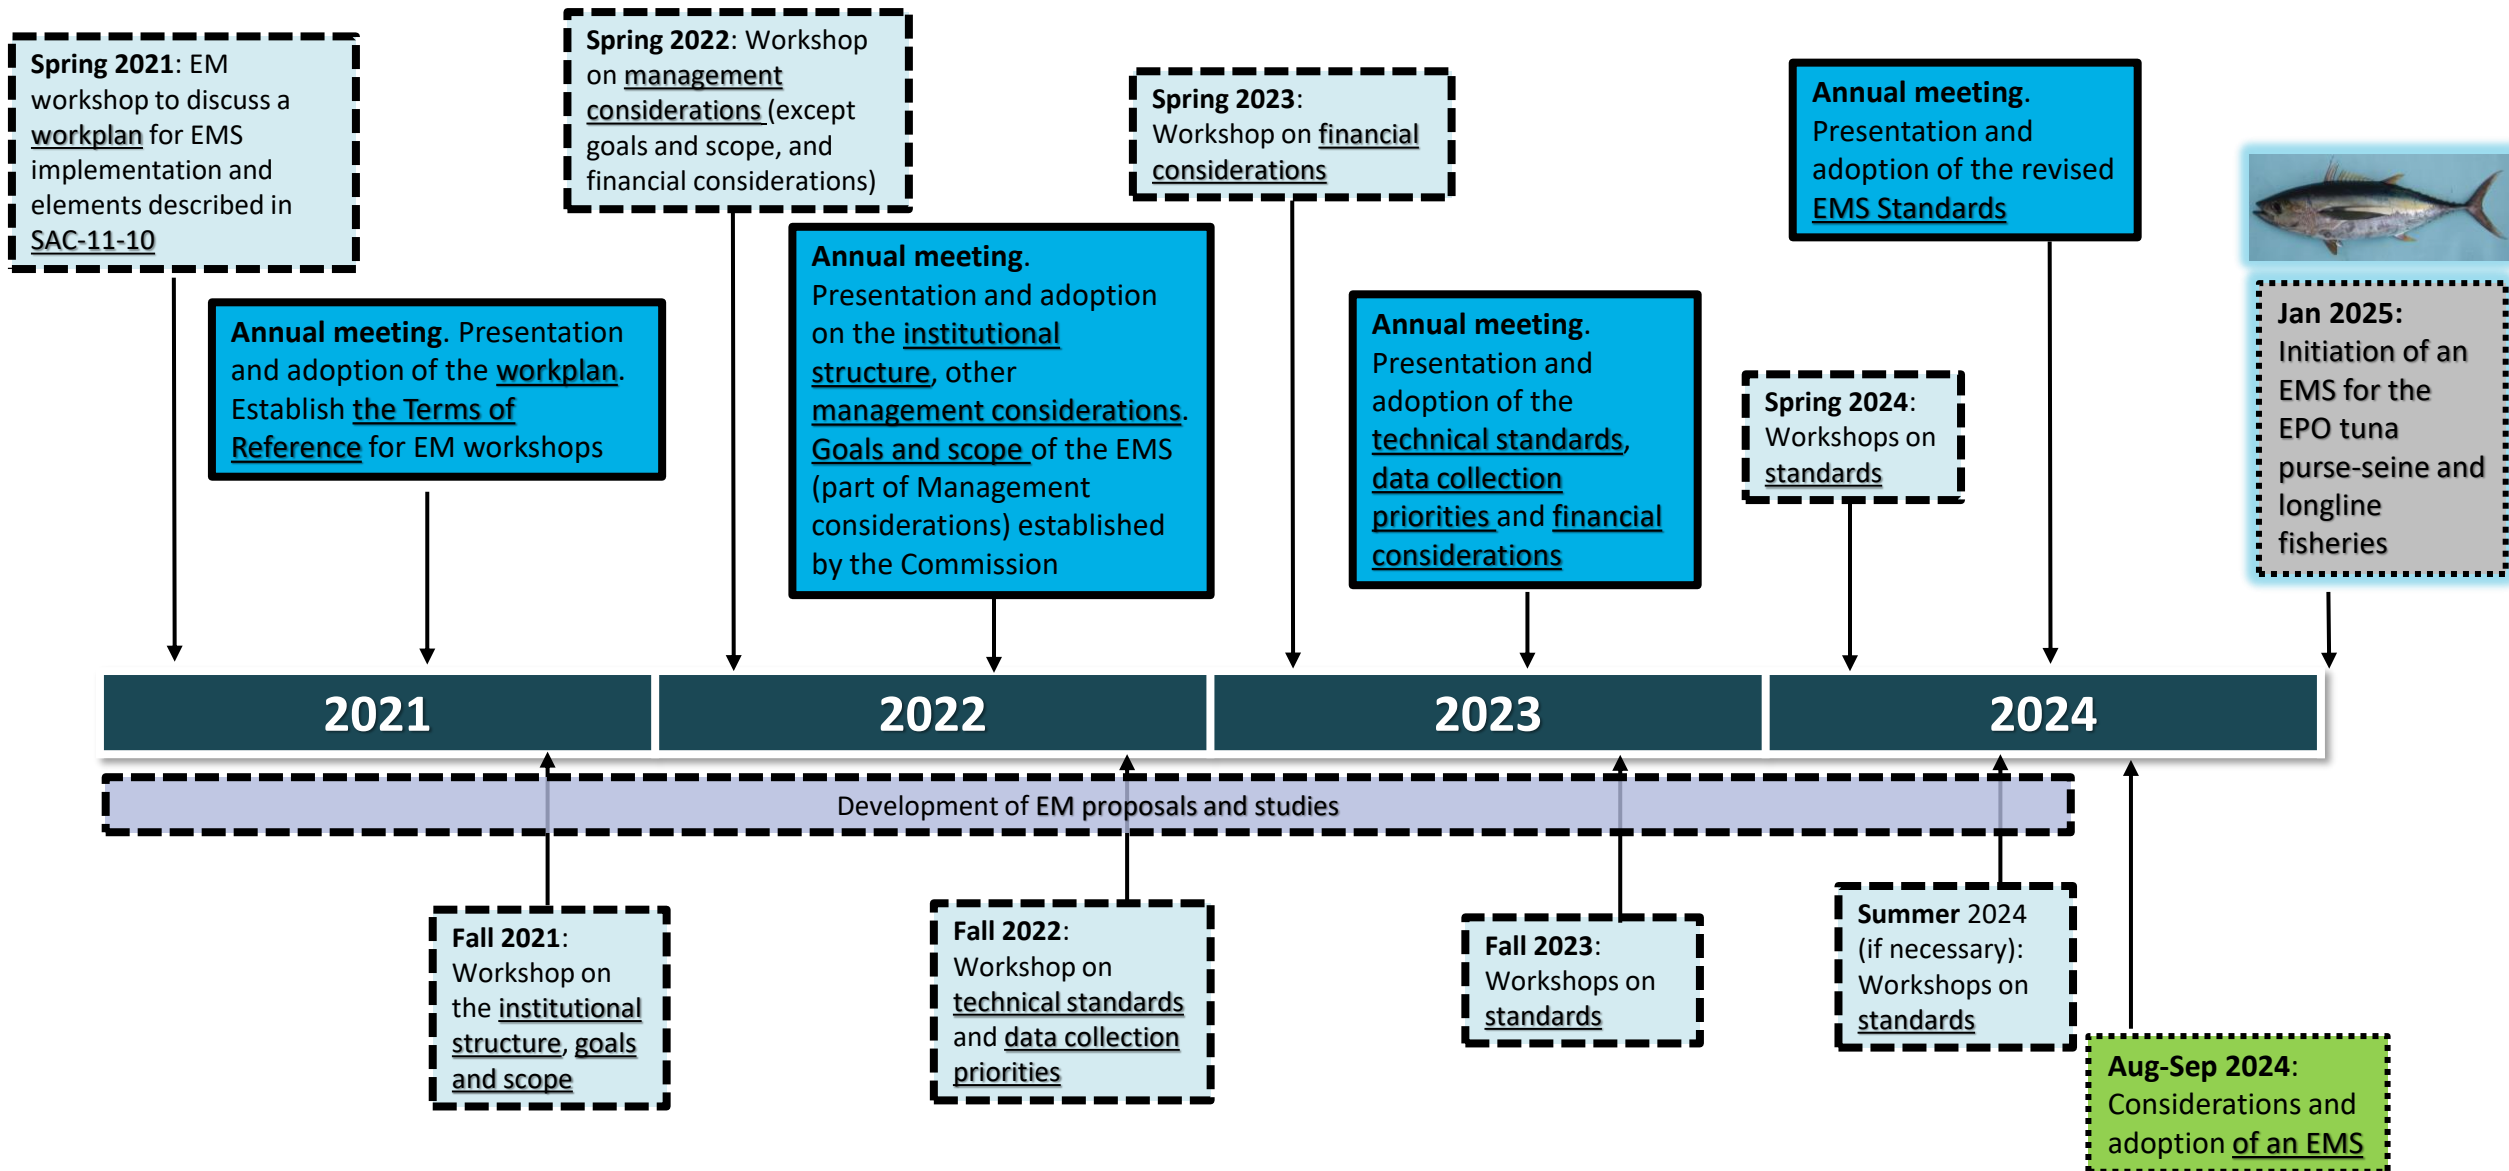 Spring 2021: EM
workshop to discuss a
workplan for EMS
implementation and
elements described in
SAC-11-10
Annual meeting. Presentation
and adoption of the workplan.
Establish the Terms of
Reference for EM workshops
Spring 2022: Workshop
on management
considerations (except
goals and scope, and
financial considerations)
Annual meeting.
Presentation and adoption
on the institutional
structure, other
management considerations.
Goals and scope of the EMS
(part of Management
considerations) established
by the Commission
Spring 2023:
Workshop on financial
considerations
Annual meeting.
Presentation and
adoption of the
technical standards,
data collection
priorities and financial
considerations
Spring 2024:
Workshops on
standards
Annual meeting.
Presentation and
adoption of the revised
EMS Standards
Jan 2025:
Initiation of an
EMS for the
EPO tuna
purse-seine and
longline
fisheries
2021
2022
2023
2024
Development of EM proposals and studies
Fall 2021:
Workshop on
the institutional
structure, goals
and scope
Fall 2022:
Workshop on
technical standards
and data collection
priorities
Fall 2023:
Workshops on
standards
Summer 2024
(if necessary):
Workshops on
standards
Aug-Sep 2024:
Considerations and
adoption of an EMS